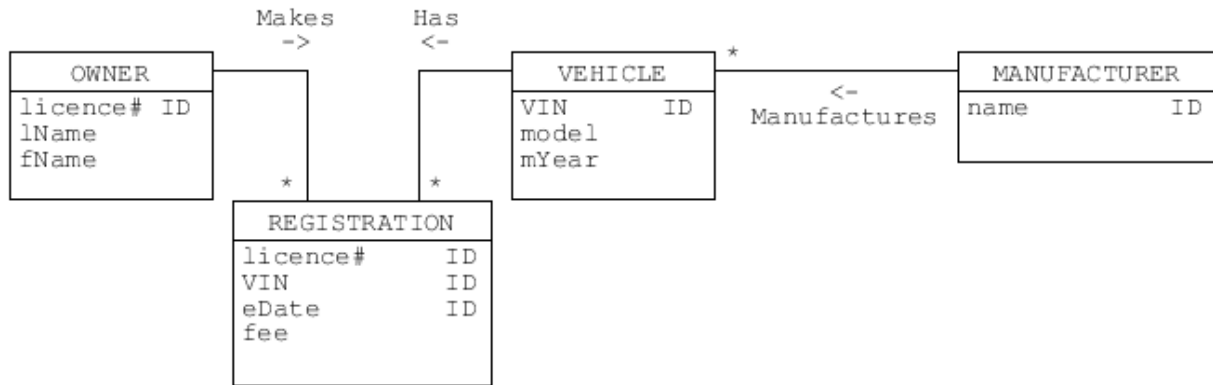 Makes
->
Has
<-
OWNER
licence# ID
lName
fName
*
VEHICLE
VIN ID
model
mYear
*
*
<-
Manufactures
MANUFACTURER
name ID
REGISTRATION
licence# ID
VIN ID
eDate ID
fee